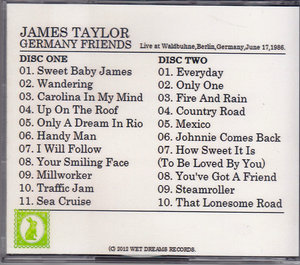 JAMES TAYLOR
GERMANY FRIENDS
Live at Waldbuhne,Berlin,Germany,June 17,1986.
DISC ONE
01. Sweet Baby James
02. Wandering
03. Carolina In My Mind
04. Up On The Roof
05. Only A Dream In Rio
06. Handy Man
07. I Will Follow
08. Your Smiling Face
09. Millworker
10. Traffic Jam
11. Sea Cruise
DISC TWO
01. Everyday
02. Only One
03. Fire And Rain
04. Country Road
05. Mexico
06. Johnnie Comes Back
07. How Sweet It Is
(To Be Loved By You)
08. You've Got A Friend
09. Steamroller
10. That Lonesome Road
(C) 2012 WET DREAMS RECORDS.